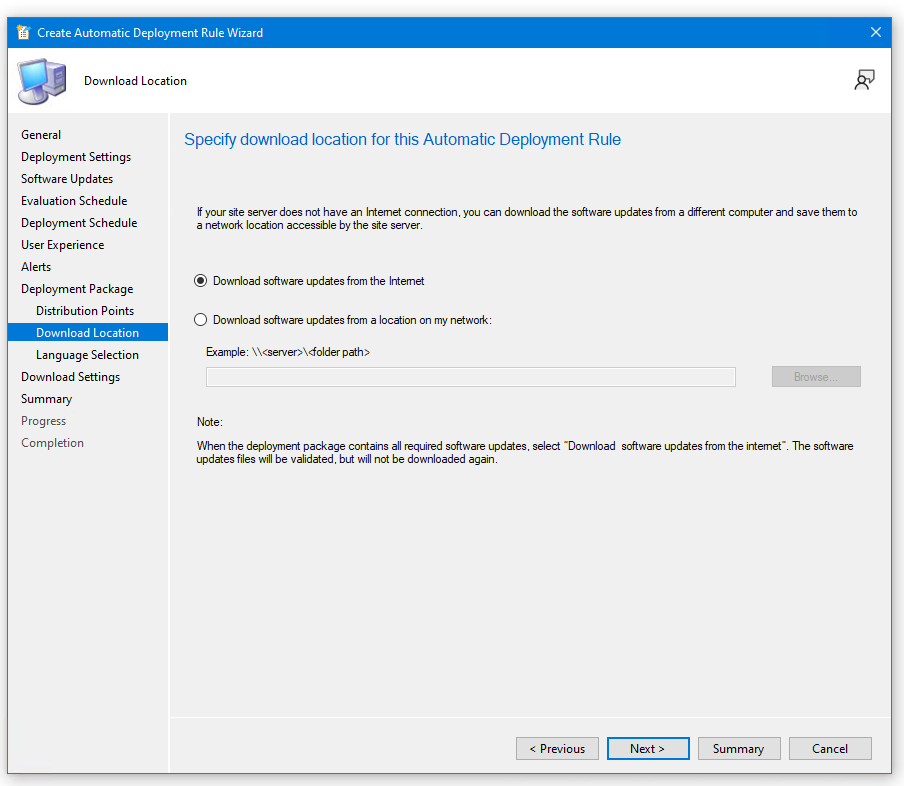 Create Automatic Deployment Rule Wizard
Download Location
General
Deployment Settings
Software Updates
Evaluation Schedule
Deployment Schedule
User Experience
Alerts
Deployment Package
Distribution Points
Download Location
Language Selection
Download Settings
Summary
Progress
Completion
Specify download location for this Automatic Deployment Rule
If your site server does not have an Internet connection, you can download the software updates from a different computer and save them to
a network location accessible by the site server.
Download software updates from the Internet
Download software updates from a location on my network:
Example: \\<server>\<folder path>
Browse...
Note:
When the deployment package contains all required software updates, select "Download  software updates from the internet". The software
updates files will be validated, but will not be downloaded again.
< Previous
Next >
Summary
Cancel